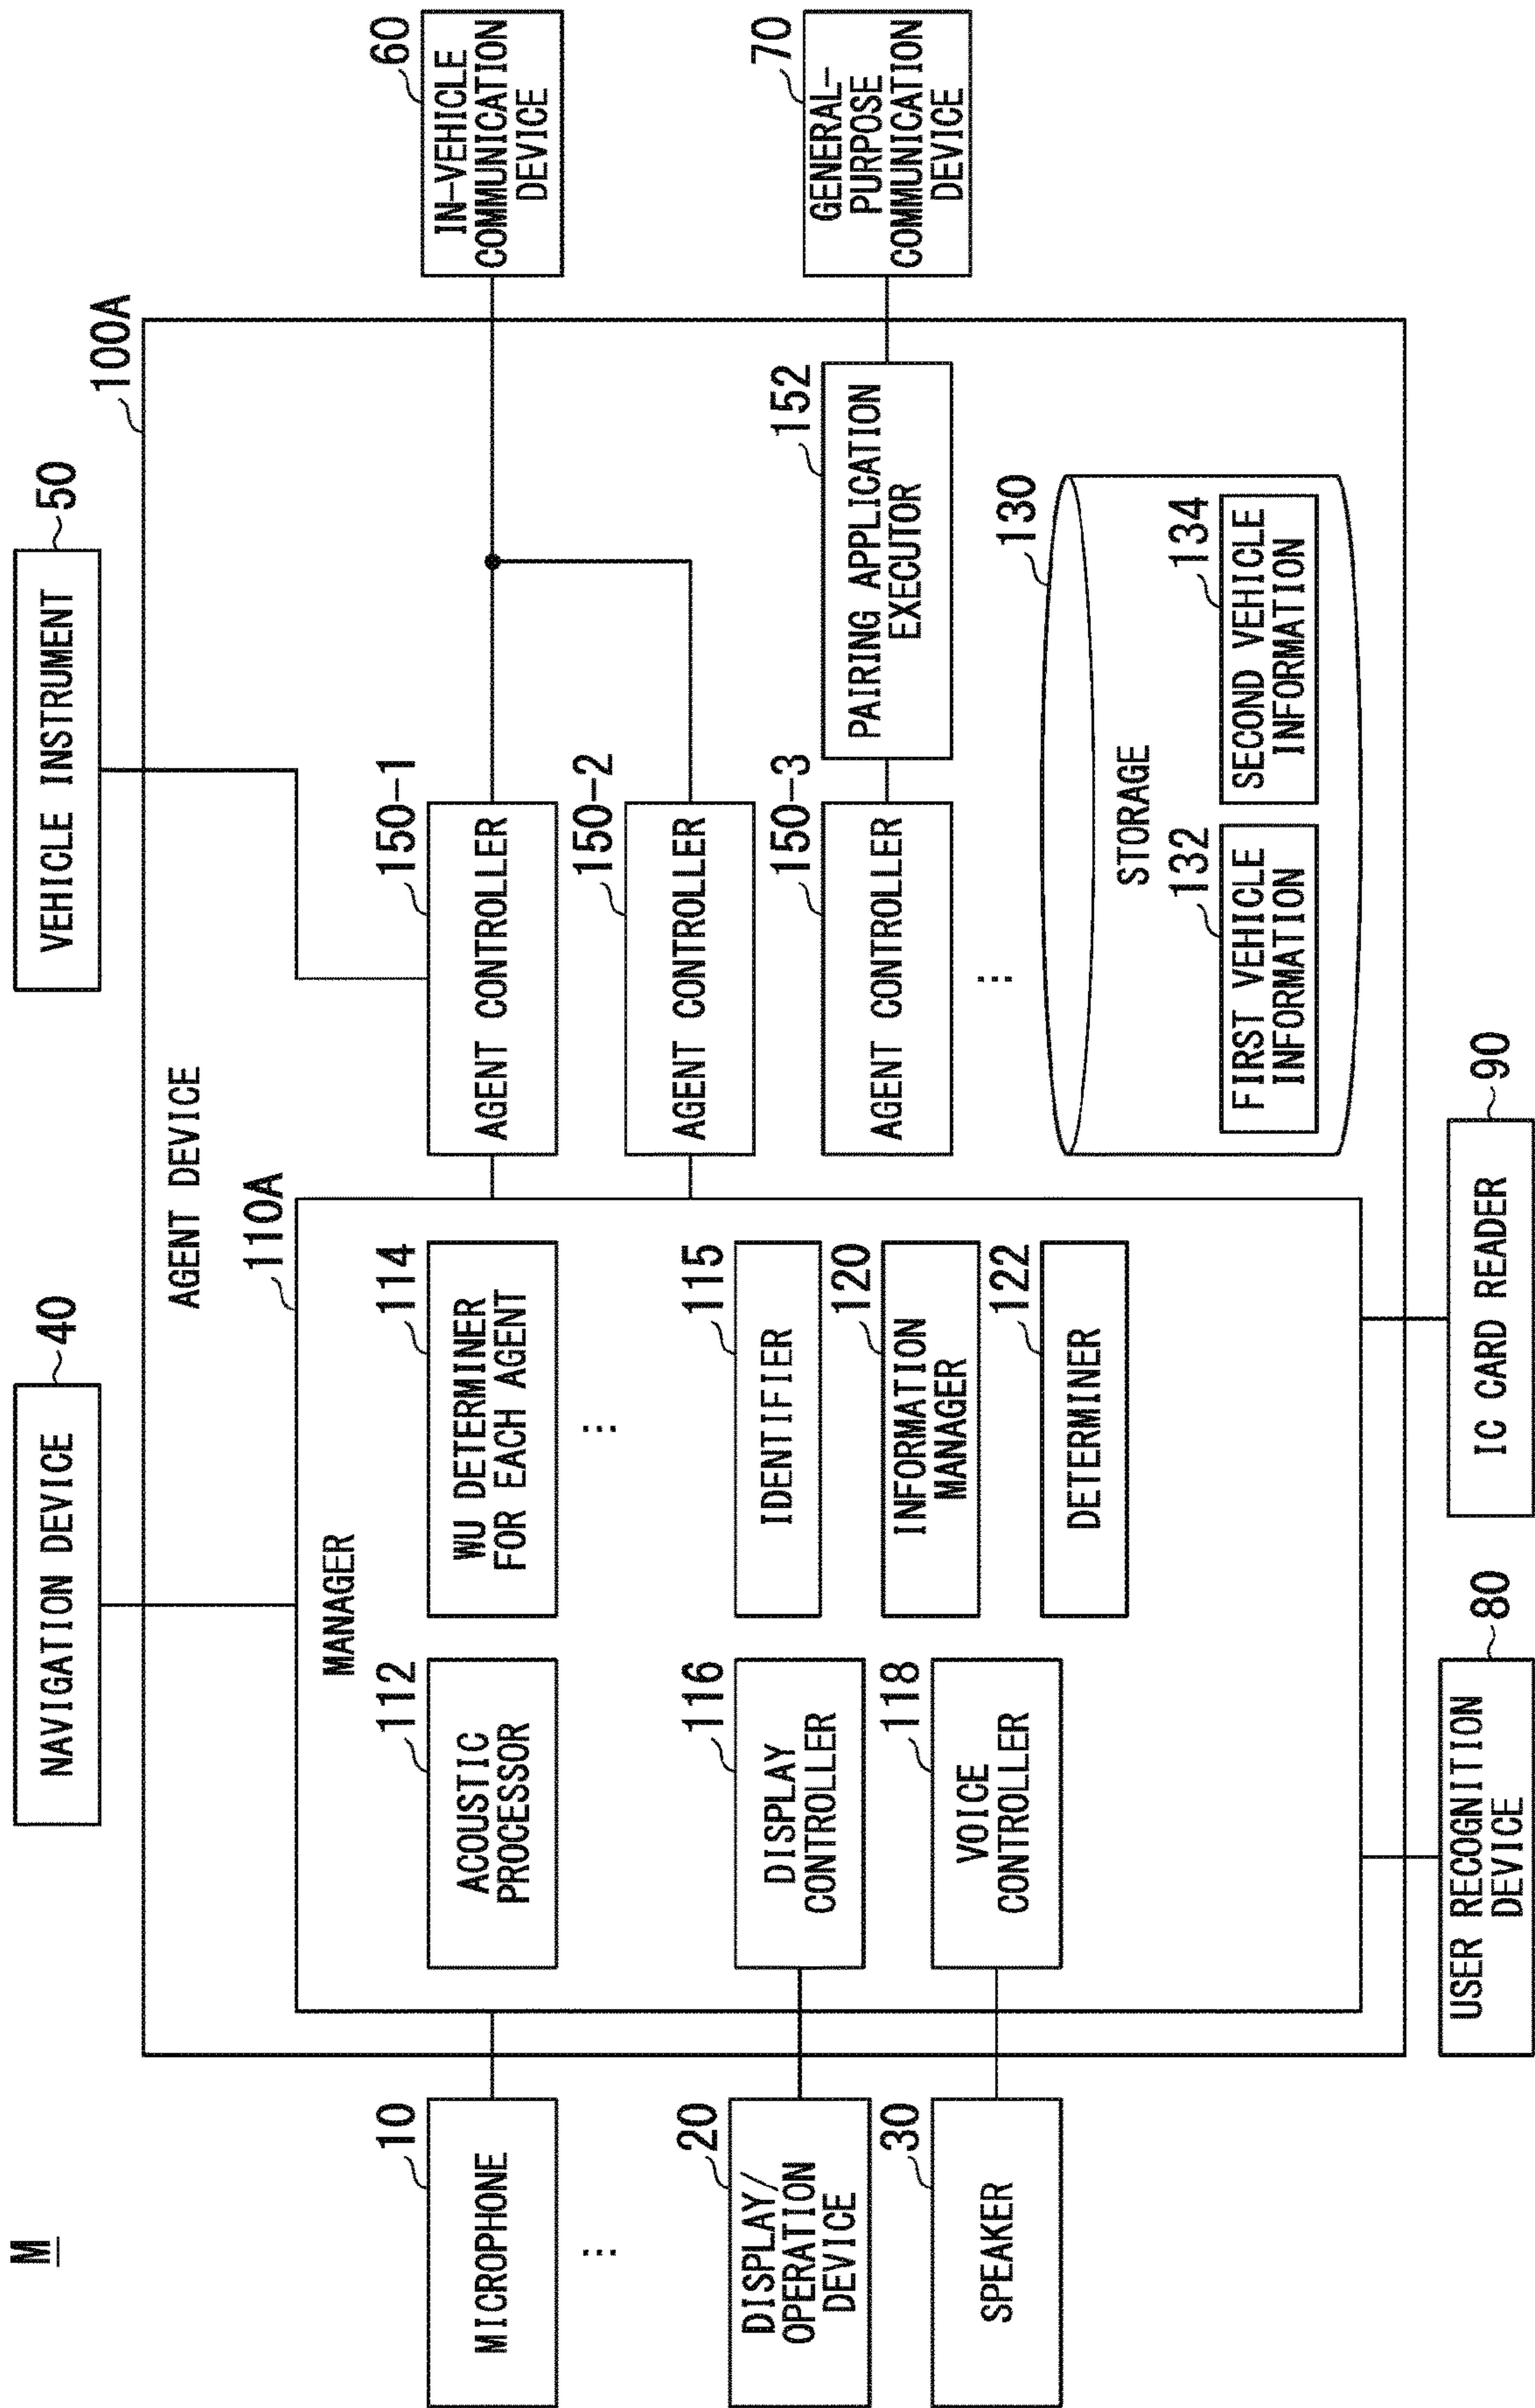 M
NAVIGATION DEVICE
40
VEHICLE INSTRUMENT
50
AGENT DEVICE
100A
110A
MANAGER
10
MICROPHONE
⋮
20
DISPLAY/
OPERATION
DEVICE
30
SPEAKER
112
ACOUSTIC
PROCESSOR
114
WU DETERMINER
FOR EACH AGENT
⋮
116
DISPLAY
CONTROLLER
118
VOICE
CONTROLLER
115
IDENTIFIER
120
INFORMATION
MANAGER
122
DETERMINER
150-1
AGENT CONTROLLER
150-2
AGENT CONTROLLER
150-3
AGENT CONTROLLER
⋮
152
PAIRING APPLICATION
EXECUTOR
130
STORAGE
132
FIRST VEHICLE
INFORMATION
134
SECOND VEHICLE
INFORMATION
60
IN-VEHICLE
COMMUNICATION
DEVICE
70
GENERAL-
PURPOSE
COMMUNICATION
DEVICE
80
USER RECOGNITION
DEVICE
90
IC CARD READER